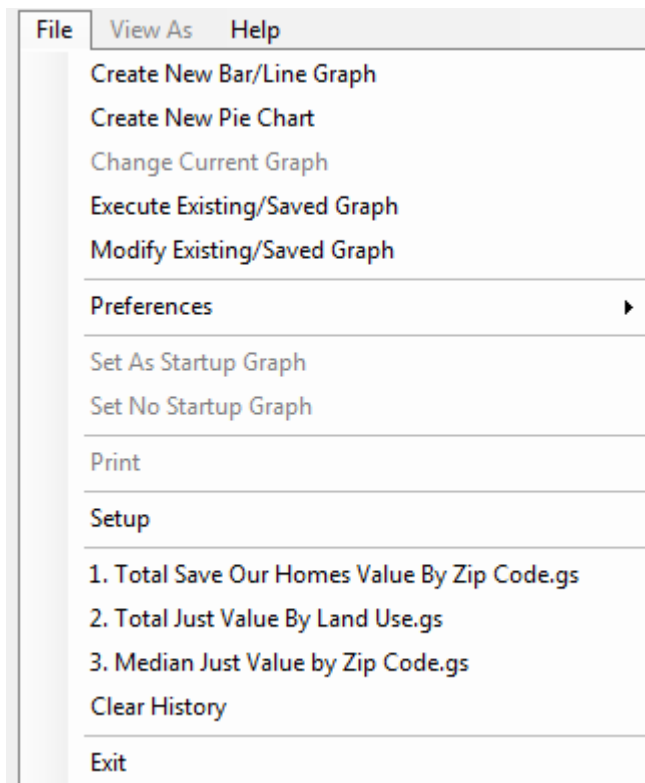 File View As Help
Create New Bar/Line Graph
Create New Pie Chart
Change Current Graph
Execute Existing/Saved Graph
Modify Existing/Saved Graph
Preferences
Set As Startup Graph
Set No Startup Graph
Print
Setup
1. Total Save Our Homes Value By Zip Code.gs
2. Total Just Value By Land Use.gs
3. Median Just Value by Zip Code.gs
Clear History
Exit